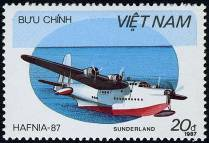 BƯU CHÍNH
VIỆT NAM
HAFNIA-87
SUNDERLAND
20đ
1987